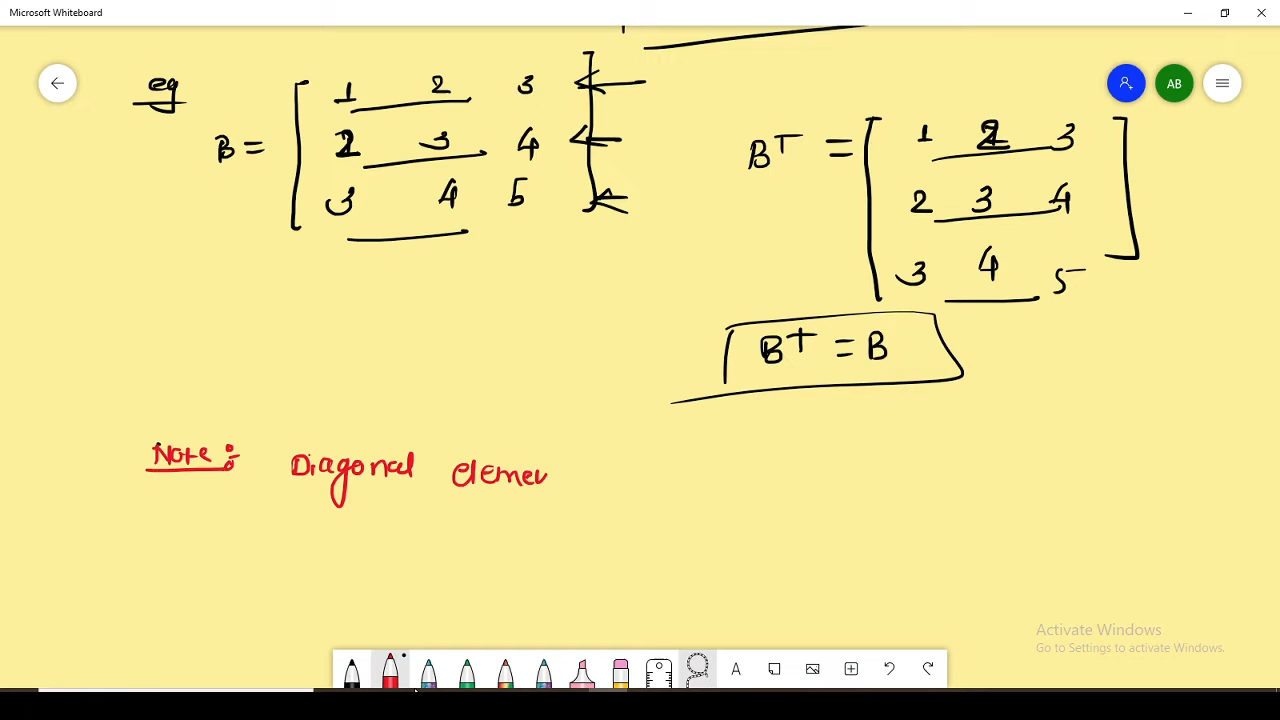 Microsoft Whiteboard
AB
eg
B = [ 1 2 3
2 3 4
3 4 5 ]
B^T = [ 1 2 3
2 3 4
3 4 5 ]
B^T = B
Note :- Diagonal elemen
Activate Windows
Go to Settings to activate Windows.
A